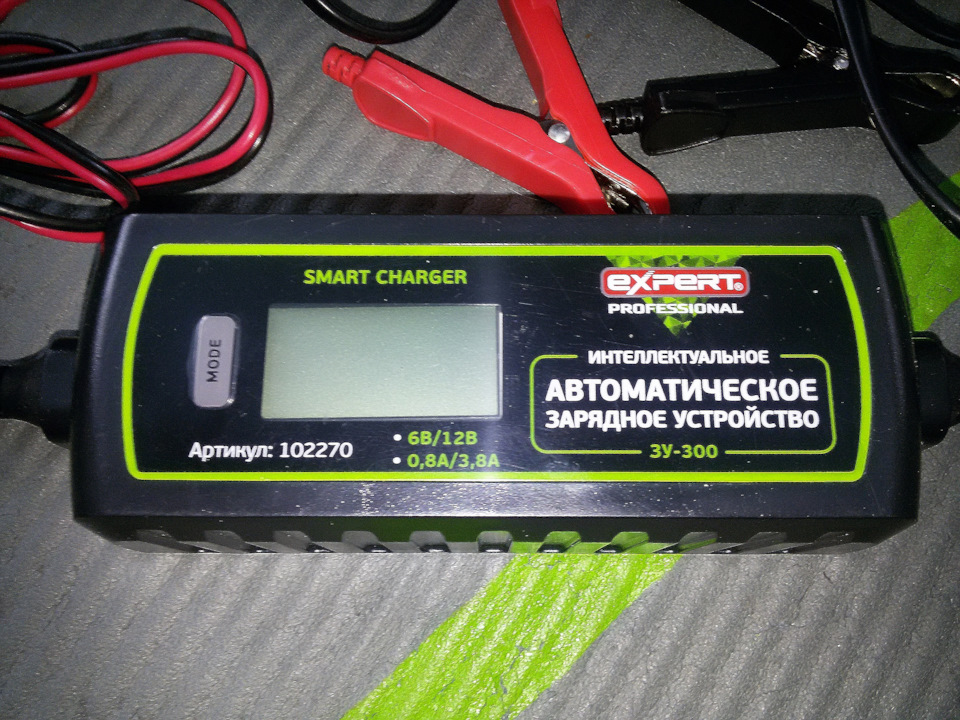 SMART CHARGER
EXPERT®
PROFESSIONAL
MODE
ИНТЕЛЛЕКТУАЛЬНОЕ
АВТОМАТИЧЕСКОЕ
ЗАРЯДНОЕ УСТРОЙСТВО
ЗУ-300
Артикул: 102270
• 6В/12В
• 0,8А/3,8А